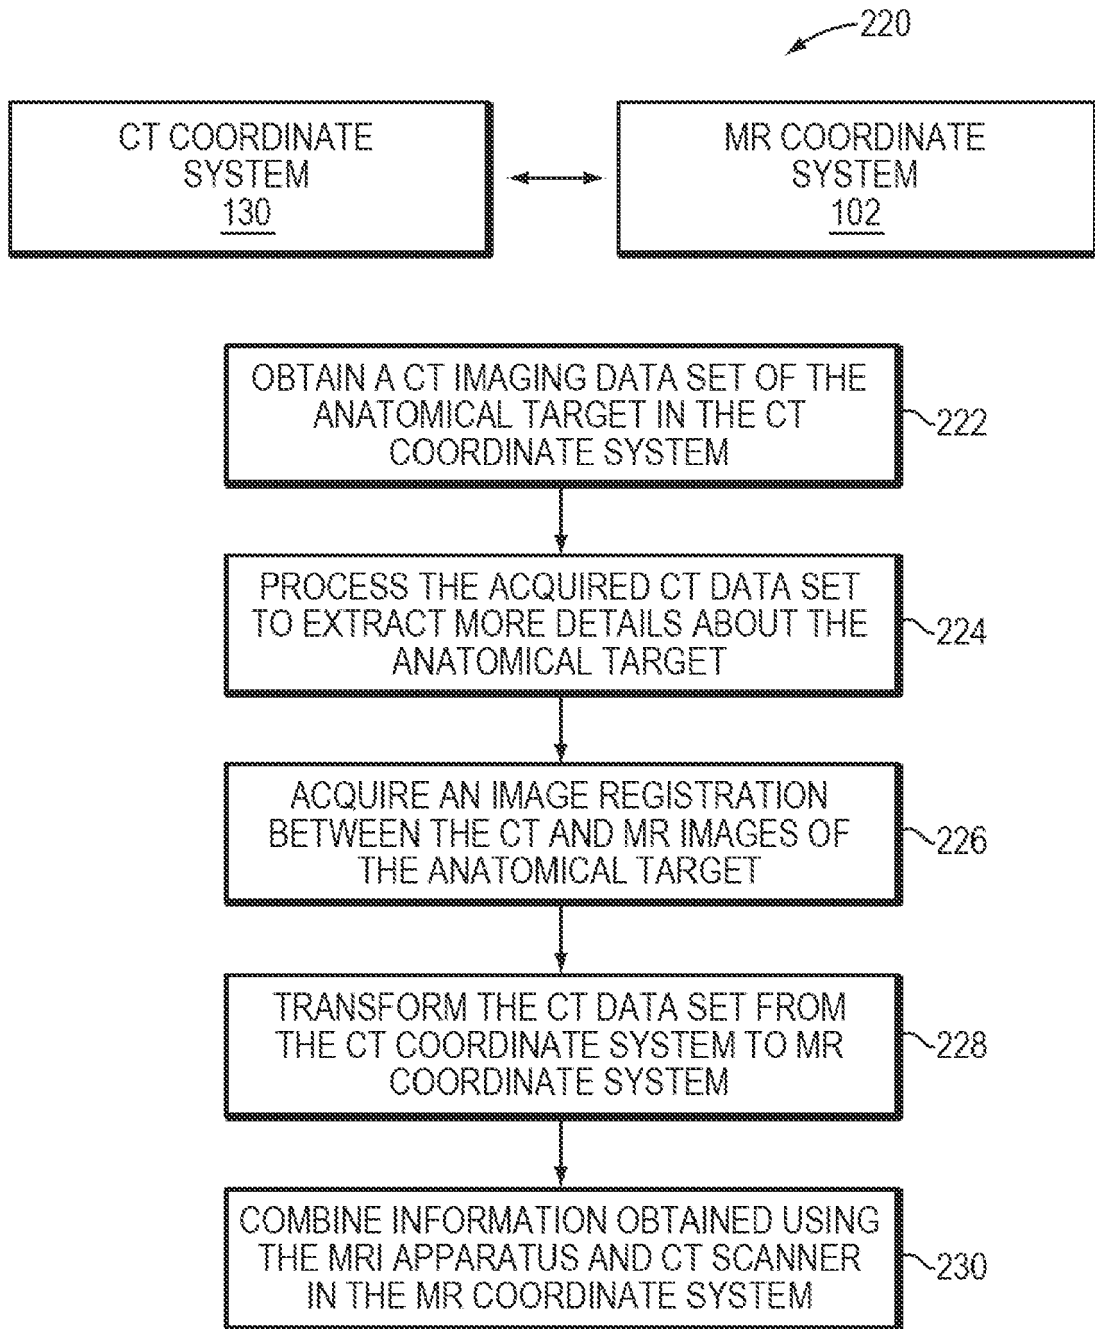 220
CT COORDINATE
SYSTEM
130
MR COORDINATE
SYSTEM
102
OBTAIN A CT IMAGING DATA SET OF THE
ANATOMICAL TARGET IN THE CT
COORDINATE SYSTEM
222
PROCESS THE ACQUIRED CT DATA SET
TO EXTRACT MORE DETAILS ABOUT THE
ANATOMICAL TARGET
224
ACQUIRE AN IMAGE REGISTRATION
BETWEEN THE CT AND MR IMAGES OF
THE ANATOMICAL TARGET
226
TRANSFORM THE CT DATA SET FROM
THE CT COORDINATE SYSTEM TO MR
COORDINATE SYSTEM
228
COMBINE INFORMATION OBTAINED USING
THE MRI APPARATUS AND CT SCANNER
IN THE MR COORDINATE SYSTEM
230